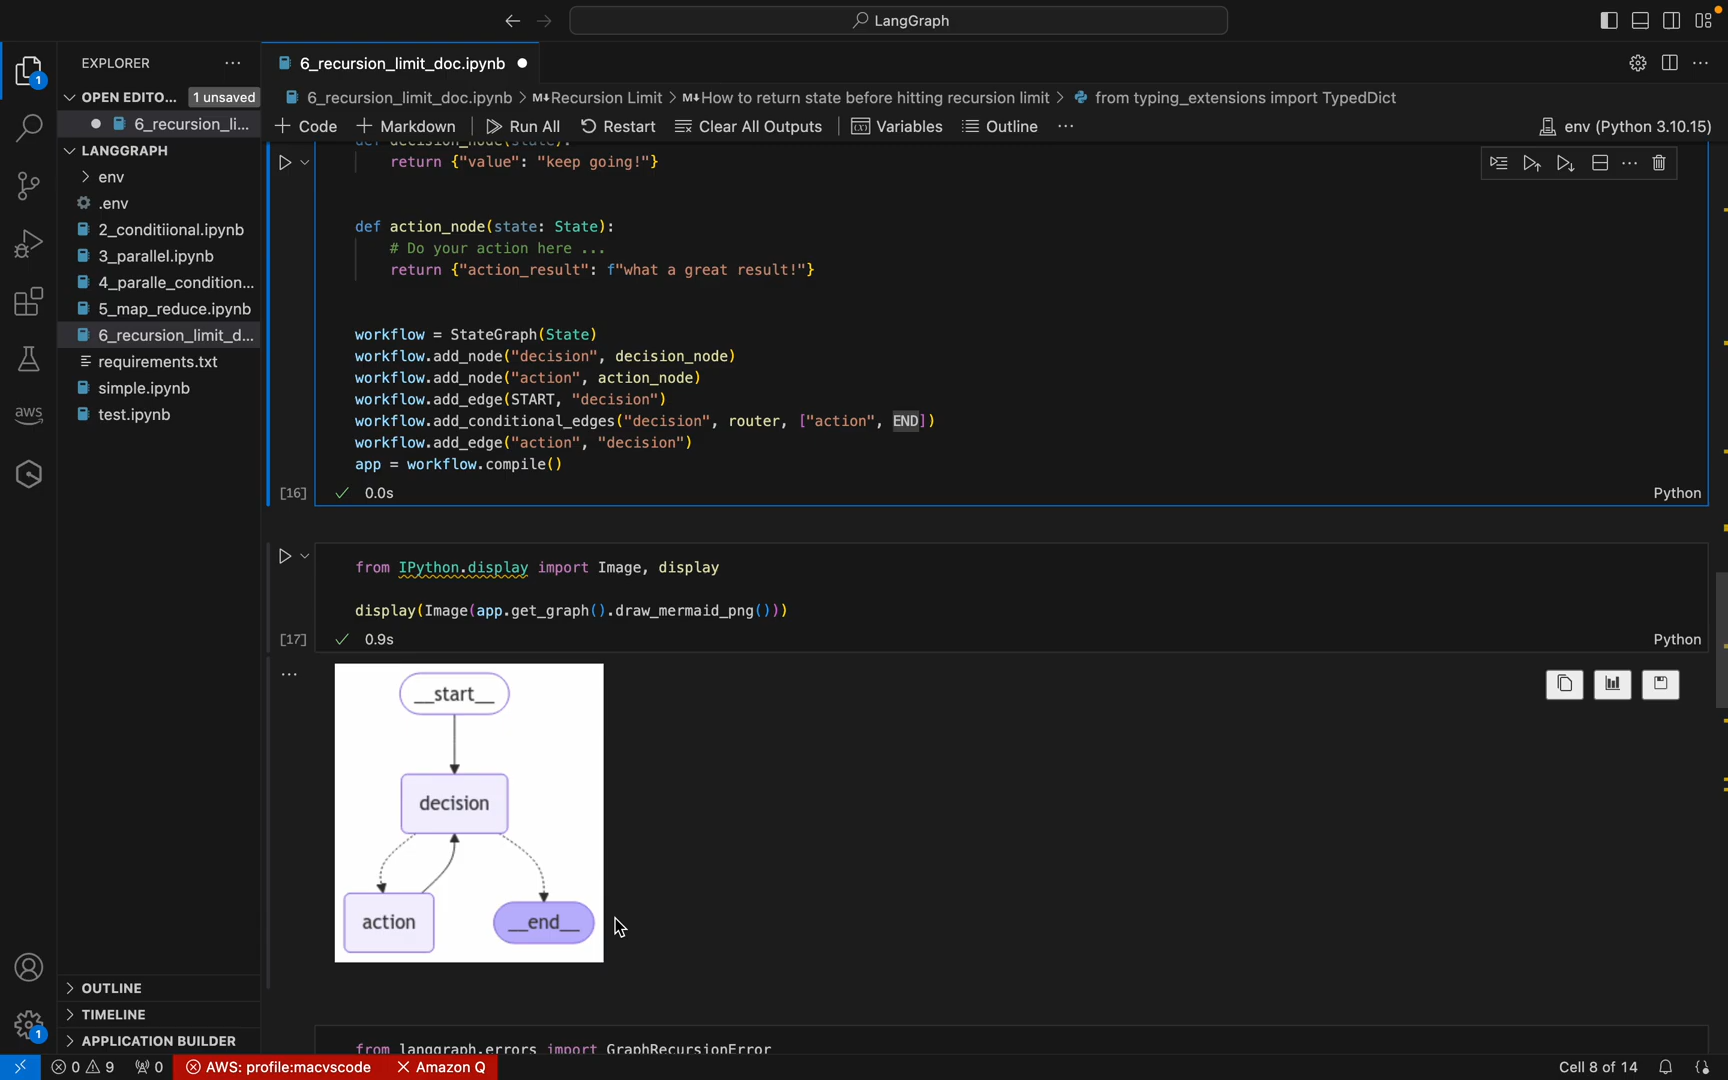 LangGraph
EXPLORER
6_recursion_limit_doc.ipynb
OPEN EDITO... 1 unsaved
6_recursion_limit_doc.ipynb > M↓Recursion Limit > M↓How to return state before hitting recursion limit > from typing_extensions import TypedDict
6_recursion_li...
+ Code + Markdown Run All Restart Clear All Outputs Variables Outline ... env (Python 3.10.15)
LANGGRAPH
env
.env
2_conditiional.ipynb
3_parallel.ipynb
4_paralle_condition...
5_map_reduce.ipynb
6_recursion_limit_d...
requirements.txt
simple.ipynb
test.ipynb
aws
1
OUTLINE
TIMELINE
APPLICATION BUILDER
1
def decision_node(state):
return {"value": "keep going!"}
def action_node(state: State):
# Do your action here ...
return {"action_result": f"what a great result!"}
workflow = StateGraph(State)
workflow.add_node("decision", decision_node)
workflow.add_node("action", action_node)
workflow.add_edge(START, "decision")
workflow.add_conditional_edges("decision", router, ["action", END])
workflow.add_edge("action", "decision")
app = workflow.compile()
[16] ✓ 0.0s Python
from IPython.display import Image, display
display(Image(app.get_graph().draw_mermaid_png()))
[17] ✓ 0.9s Python
__start__
decision
action
__end__
from langgraph.errors import GraphRecursionError
0 9 0 AWS: profile:macvscode Amazon Q Cell 8 of 14